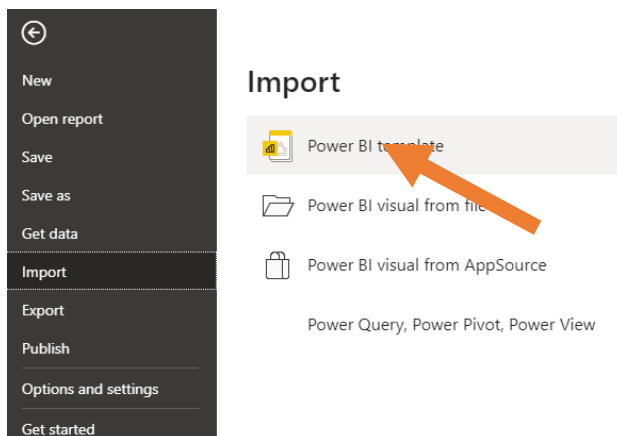 New
Open report
Save
Save as
Get data
Import
Export
Publish
Options and settings
Get started
Import
Power BI template
Power BI visual from file
Power BI visual from AppSource
Power Query, Power Pivot, Power View